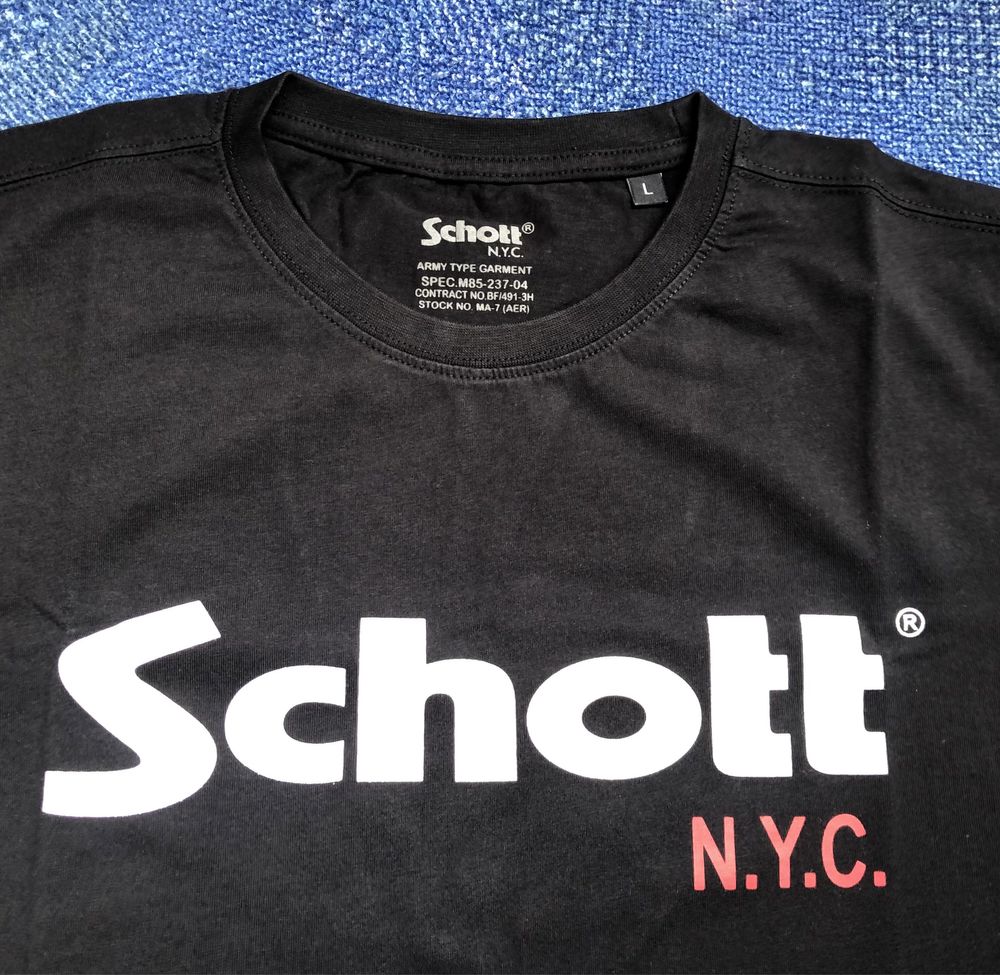 L
Schott®
N.Y.C.
ARMY TYPE GARMENT
SPEC.M85-237-04
CONTRACT NO.BF/491-3H
STOCK NO. MA-7 (AER)
Schott®
N.Y.C.